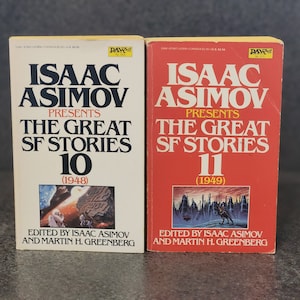 DAW
ISAAC
ASIMOV
PRESENTS
THE GREAT
SF STORIES
10
(1948)
EDITED BY ISAAC ASIMOV
AND MARTIN H. GREENBERG
DAW
ISAAC
ASIMOV
PRESENTS
THE GREAT
SF STORIES
11
(1949)
EDITED BY ISAAC ASIMOV
AND MARTIN H. GREENBERG